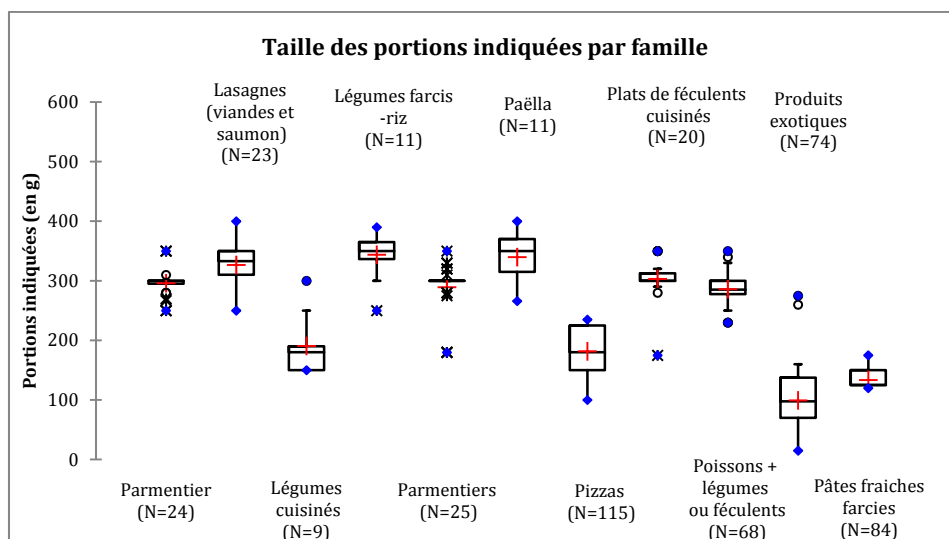 Taille des portions indiquées par famille
Portions indiquées (en g)
600
500
400
300
200
100
0
Lasagnes
(viandes et
saumon)
(N=23)
Légumes farcis
-riz
(N=11)
Paëlla
(N=11)
Plats de féculents
cuisinés
(N=20)
Produits
exotiques
(N=74)
Parmentier
(N=24)
Légumes
cuisinés
(N=9)
Parmentiers
(N=25)
Pizzas
(N=115)
Poissons +
légumes
ou féculents
(N=68)
Pâtes fraiches
farcies
(N=84)